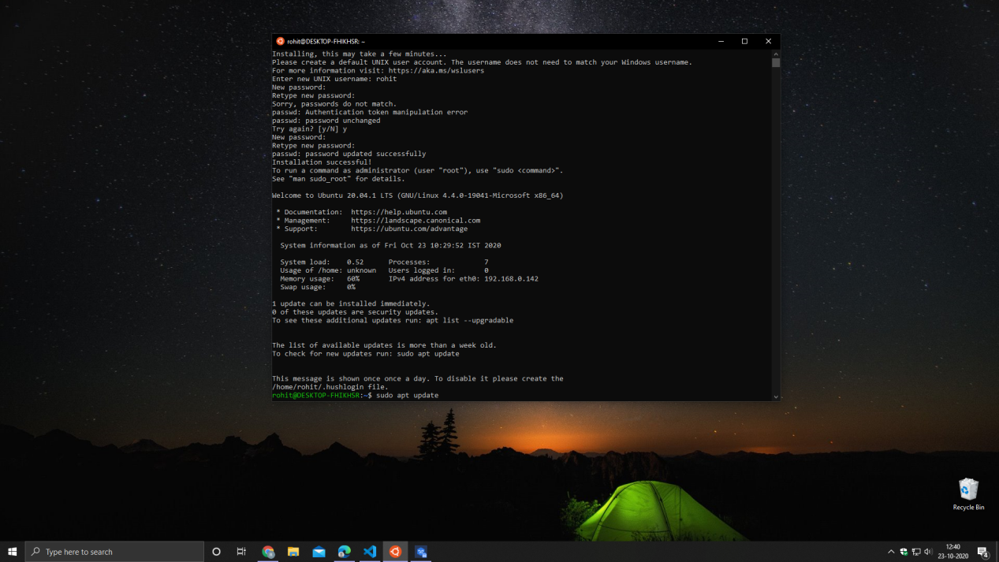 rohit@DESKTOP-FHIKHSR: ~
Installing, this may take a few minutes...
Please create a default UNIX user account. The username does not need to match your Windows username.
For more information visit: https://aka.ms/wslusers
Enter new UNIX username: rohit
New password:
Retype new password:
Sorry, passwords do not match.
passwd: Authentication token manipulation error
passwd: password unchanged
Try again? [y/N] y
New password:
Retype new password:
passwd: password updated successfully
Installation successful!
To run a command as administrator (user "root"), use "sudo <command>".
See "man sudo_root" for details.
Welcome to Ubuntu 20.04.1 LTS (GNU/Linux 4.4.0-19041-Microsoft x86_64)
* Documentation:  https://help.ubuntu.com
* Management:     https://landscape.canonical.com
* Support:        https://ubuntu.com/advantage
System information as of Fri Oct 23 10:29:52 IST 2020
System load:    0.52      Processes:             7
Usage of /home: unknown   Users logged in:       0
Memory usage:   60%       IPv4 address for eth0: 192.168.0.142
Swap usage:     0%
1 update can be installed immediately.
0 of these updates are security updates.
To see these additional updates run: apt list --upgradable
The list of available updates is more than a week old.
To check for new updates run: sudo apt update
This message is shown once once a day. To disable it please create the
/home/rohit/.hushlogin file.
rohit@DESKTOP-FHIKHSR:~$ sudo apt update
Recycle Bin
Type here to search
12:40
23-10-2020
4